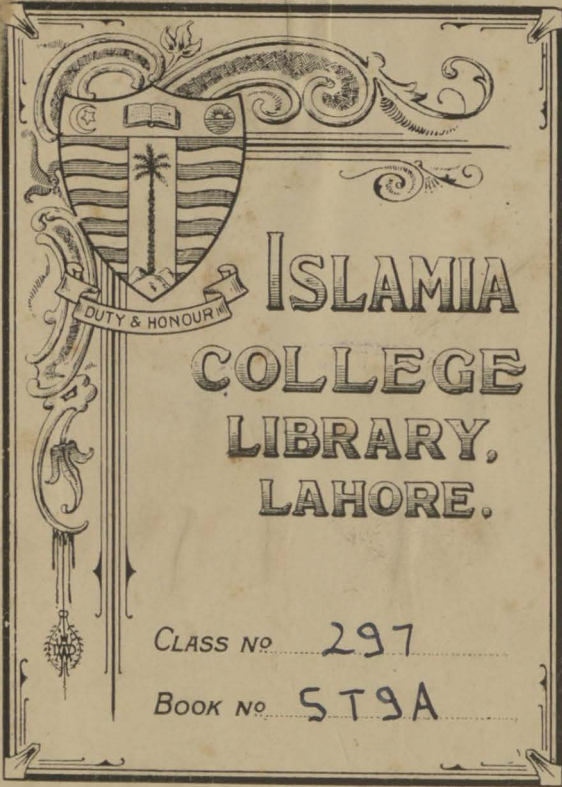 DUTY & HONOUR
ISLAMIA
COLLEGE
LIBRARY,
LAHORE.
CLASS No 297
BOOK No ST9A